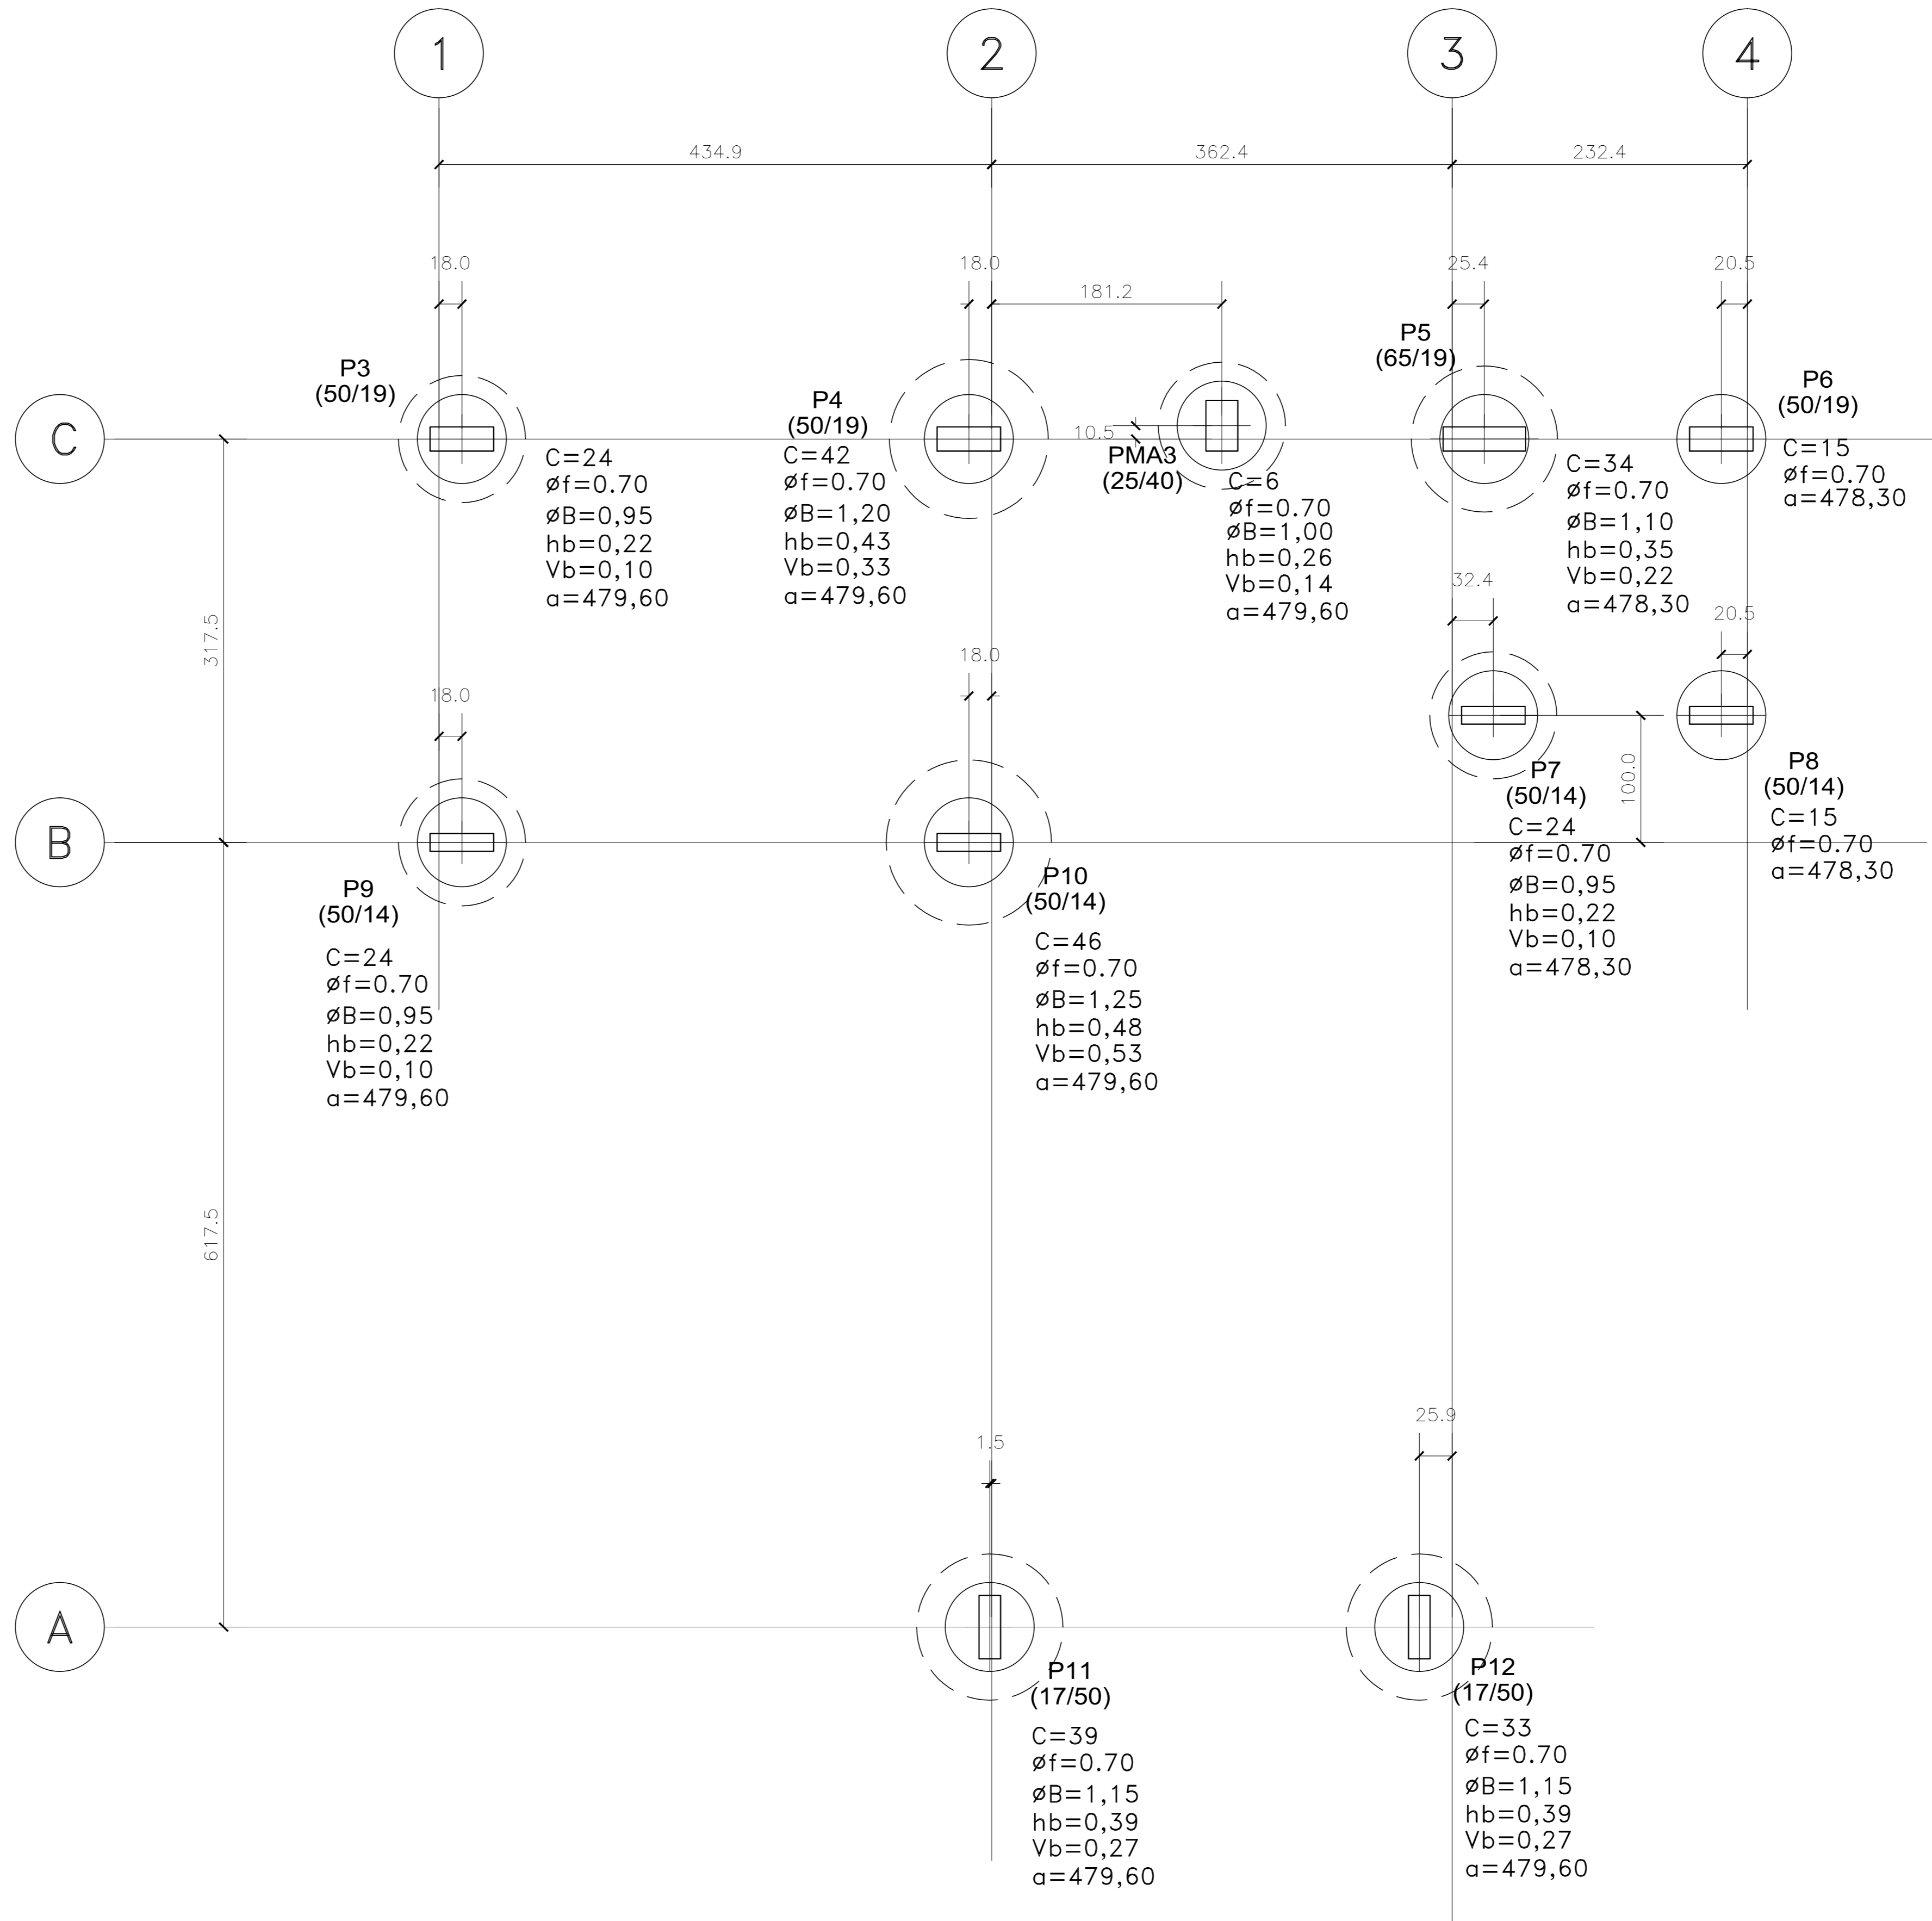 1
2
3
4
434.9
362.4
232.4
18.0
18.0
181.2
25.4
20.5
C
P3
(50/19)
C=24
øf=0.70
øB=0,95
hb=0,22
Vb=0,10
a=479,60
P4
(50/19)
C=42
øf=0.70
øB=1,20
hb=0,43
Vb=0,33
a=479,60
10.5
PMA3
(25/40)
C=6
øf=0.70
øB=1,00
hb=0,26
Vb=0,14
a=479,60
P5
(65/19)
C=34
øf=0.70
øB=1,10
hb=0,35
Vb=0,22
a=478,30
P6
(50/19)
C=15
øf=0.70
a=478,30
317.5
18.0
18.0
32.4
20.5
100.0
B
P9
(50/14)
C=24
øf=0.70
øB=0,95
hb=0,22
Vb=0,10
a=479,60
P10
(50/14)
C=46
øf=0.70
øB=1,25
hb=0,48
Vb=0,53
a=479,60
P7
(50/14)
C=24
øf=0.70
øB=0,95
hb=0,22
Vb=0,10
a=478,30
P8
(50/14)
C=15
øf=0.70
a=478,30
617.5
1.5
25.9
A
P11
(17/50)
C=39
øf=0.70
øB=1,15
hb=0,39
Vb=0,27
a=479,60
P12
(17/50)
C=33
øf=0.70
øB=1,15
hb=0,39
Vb=0,27
a=479,60